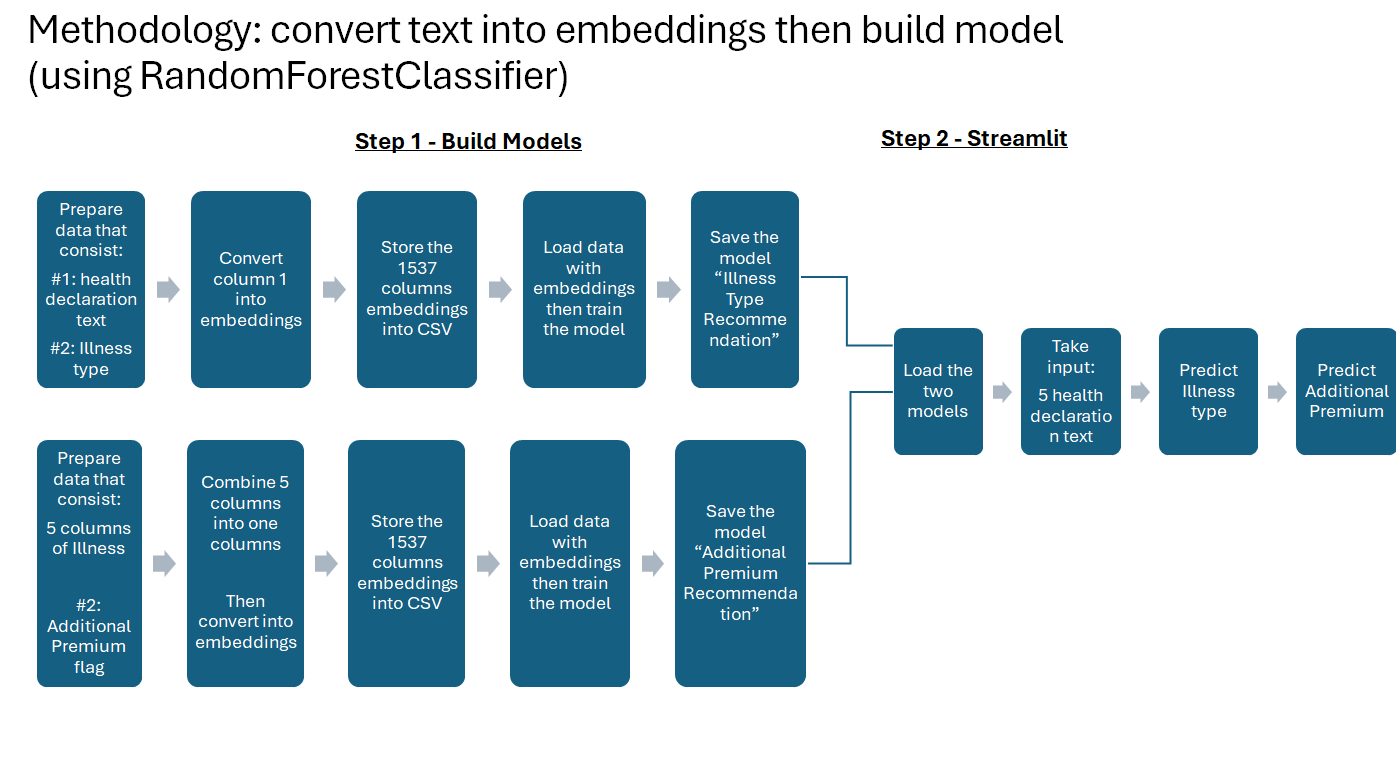 Methodology: convert text into embeddings then build model
(using RandomForestClassifier)
Step 1 - Build Models
Step 2 - Streamlit
Prepare
data that
consist:
#1: health
declaration
text
#2: Illness
type
Convert
column 1
into
embeddings
Store the
1537
columns
embeddings
into CSV
Load data
with
embeddings
then train
the model
Save the
model
“Illness
Type
Recomme
ndation”
Prepare
data that
consist:
5 columns
of Illness
#2:
Additional
Premium
flag
Combine 5
columns
into one
columns
Then
convert into
embeddings
Store the
1537
columns
embeddings
into CSV
Load data
with
embeddings
then train
the model
Save the
model
“Additional
Premium
Recommenda
tion”
Load the
two
models
Take
input:
5 health
declaratio
n text
Predict
Illness
type
Predict
Additional
Premium